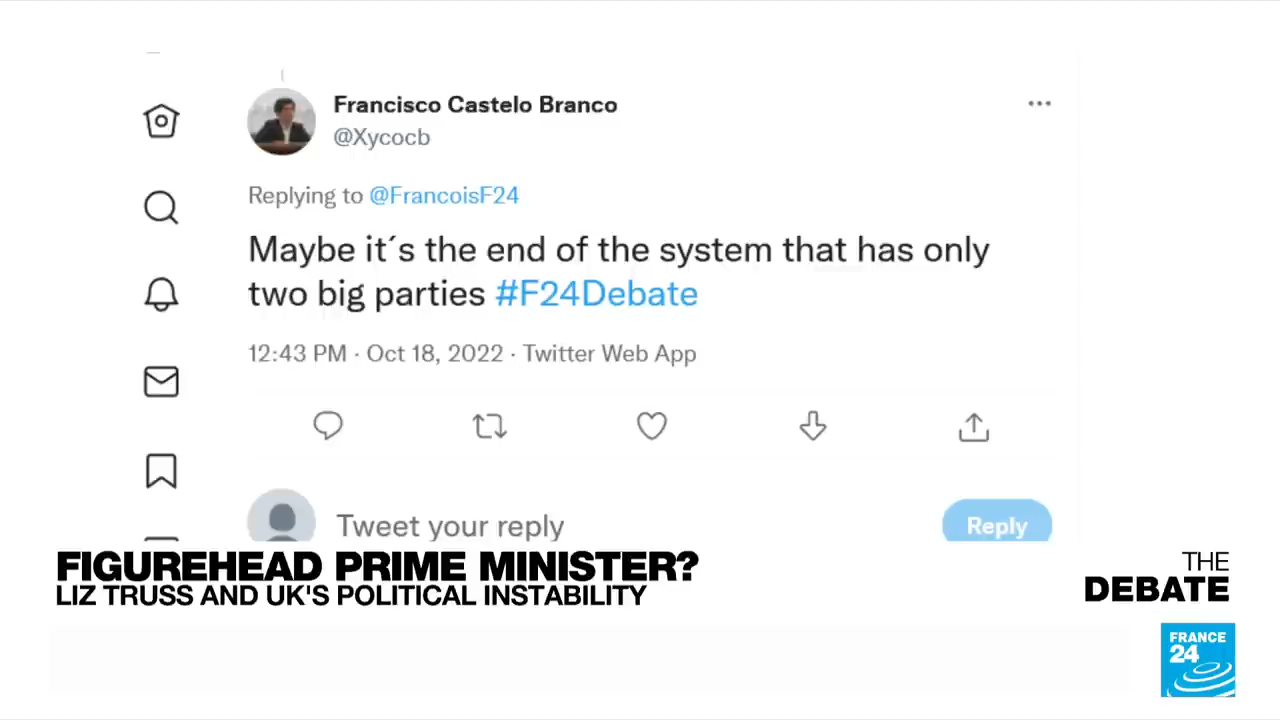 Francisco Castelo Branco
@Xycocb
Replying to @FrancoisF24
Maybe it´s the end of the system that has only
two big parties #F24Debate
12:43 PM · Oct 18, 2022 · Twitter Web App
Tweet your reply
Reply
FIGUREHEAD PRIME MINISTER?
LIZ TRUSS AND UK'S POLITICAL INSTABILITY
THE
DEBATE
FRANCE
24